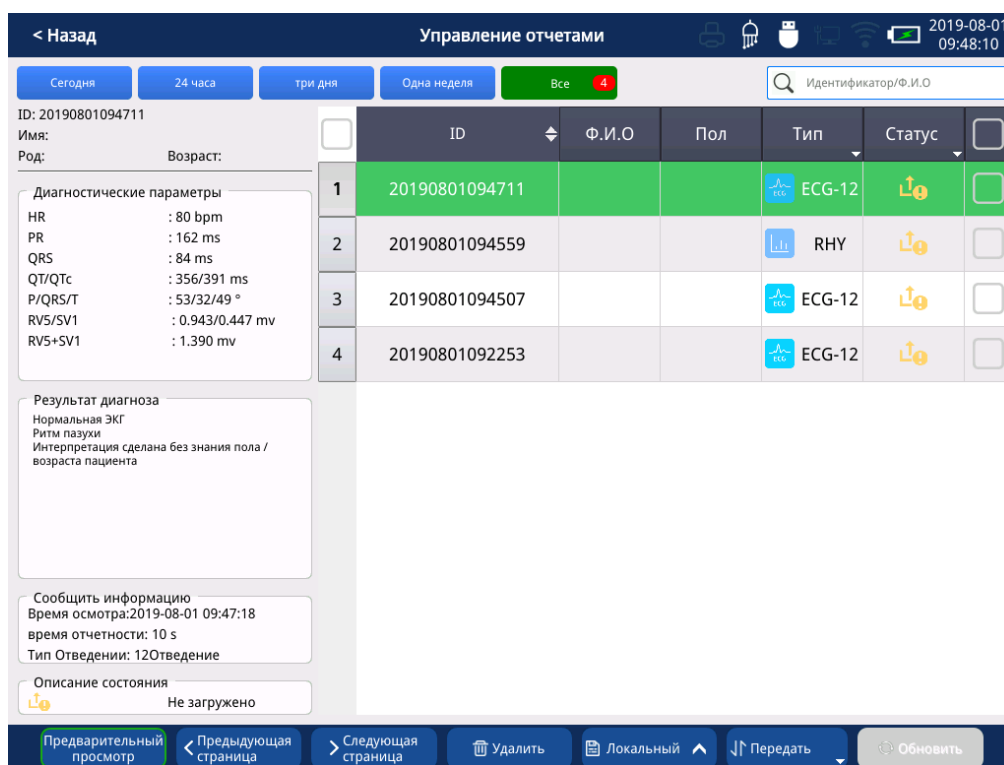 < Назад
Управление отчетами
2019-08-01
09:48:10
Сегодня
24 часа
три дня
Одна неделя
Все 4
Идентификатор/Ф.И.О
ID: 20190801094711
Имя:
Род: Возраст:
Диагностические параметры
HR : 80 bpm
PR : 162 ms
QRS : 84 ms
QT/QTc : 356/391 ms
P/QRS/T : 53/32/49 °
RV5/SV1 : 0.943/0.447 mv
RV5+SV1 : 1.390 mv
Результат диагноза
Нормальная ЭКГ
Ритм пазухи
Интерпретация сделана без знания пола /
возраста пациента
Сообщить информацию
Время осмотра:2019-08-01 09:47:18
время отчетности: 10 s
Тип Отведении: 12Отведение
Описание состояния
Не загружено
ID Ф.И.О Пол Тип Статус
1 20190801094711 ECG ECG-12
2 20190801094559 RHY
3 20190801094507 ECG ECG-12
4 20190801092253 ECG ECG-12
Предварительный
просмотр
Предыдущая
страница
Следующая
страница
Удалить
Локальный
Передать
Обновить